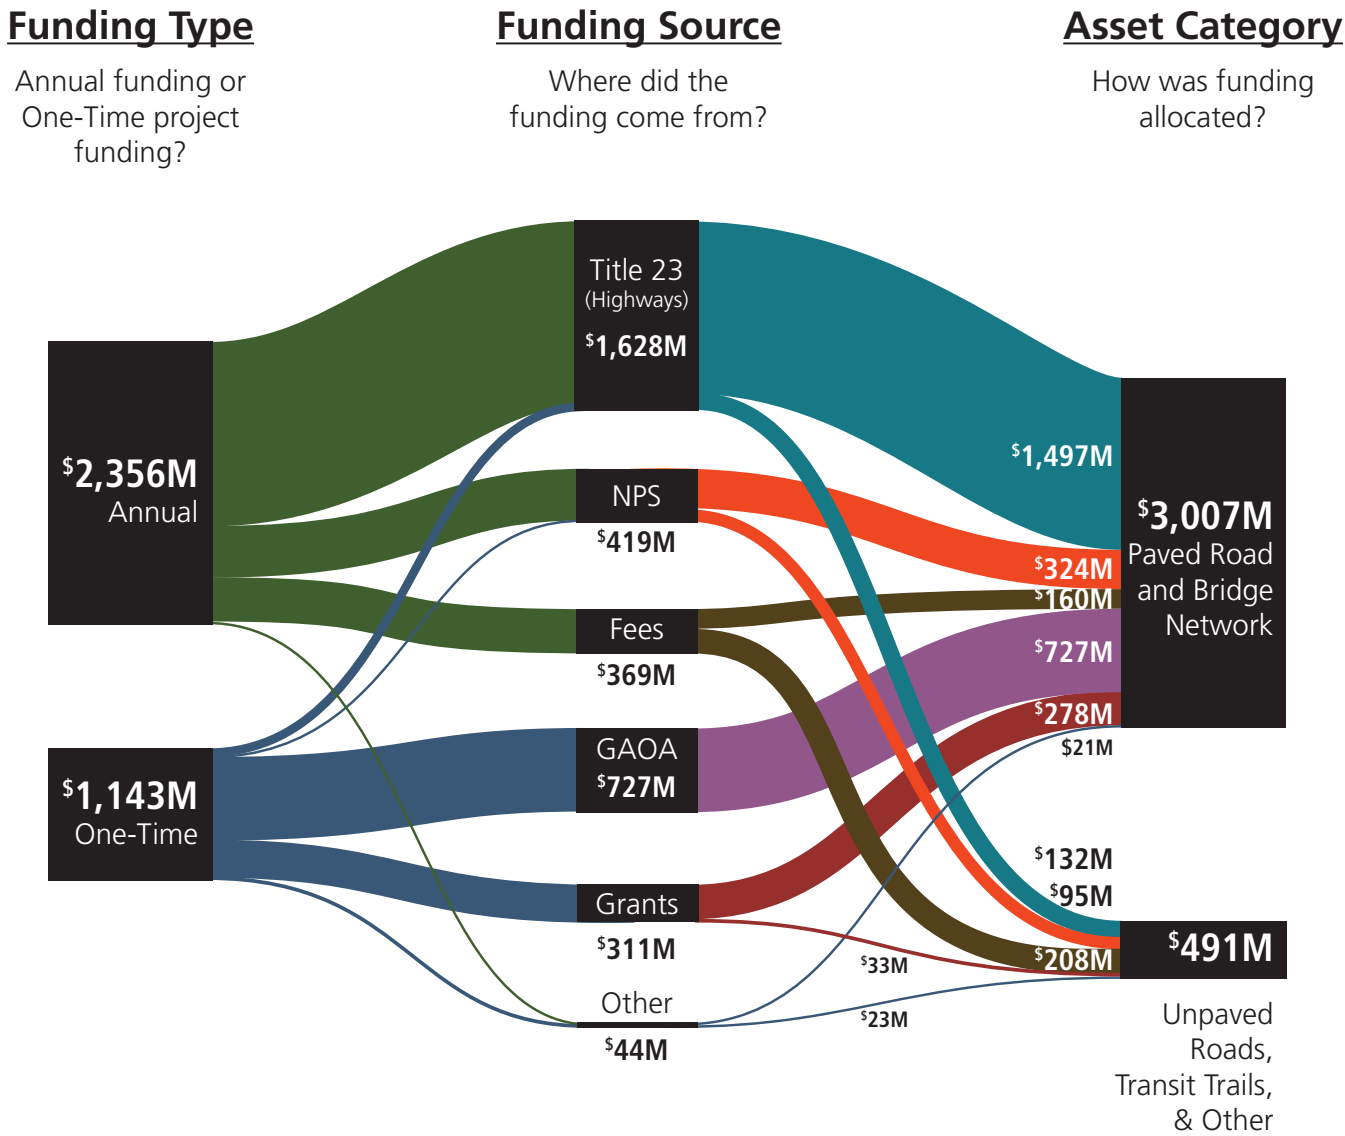 Funding Type
Annual funding or
One-Time project
funding?
Funding Source
Where did the
funding come from?
Asset Category
How was funding
allocated?
$2,356M
Annual
$1,143M
One-Time
Title 23
(Highways)
$1,628M
NPS
$419M
Fees
$369M
GAOA
$727M
Grants
$311M
Other
$44M
$1,497M
$324M
$160M
$727M
$278M
$21M
$132M
$95M
$208M
$33M
$23M
$3,007M
Paved Road
and Bridge
Network
$491M
Unpaved
Roads,
Transit Trails,
& Other